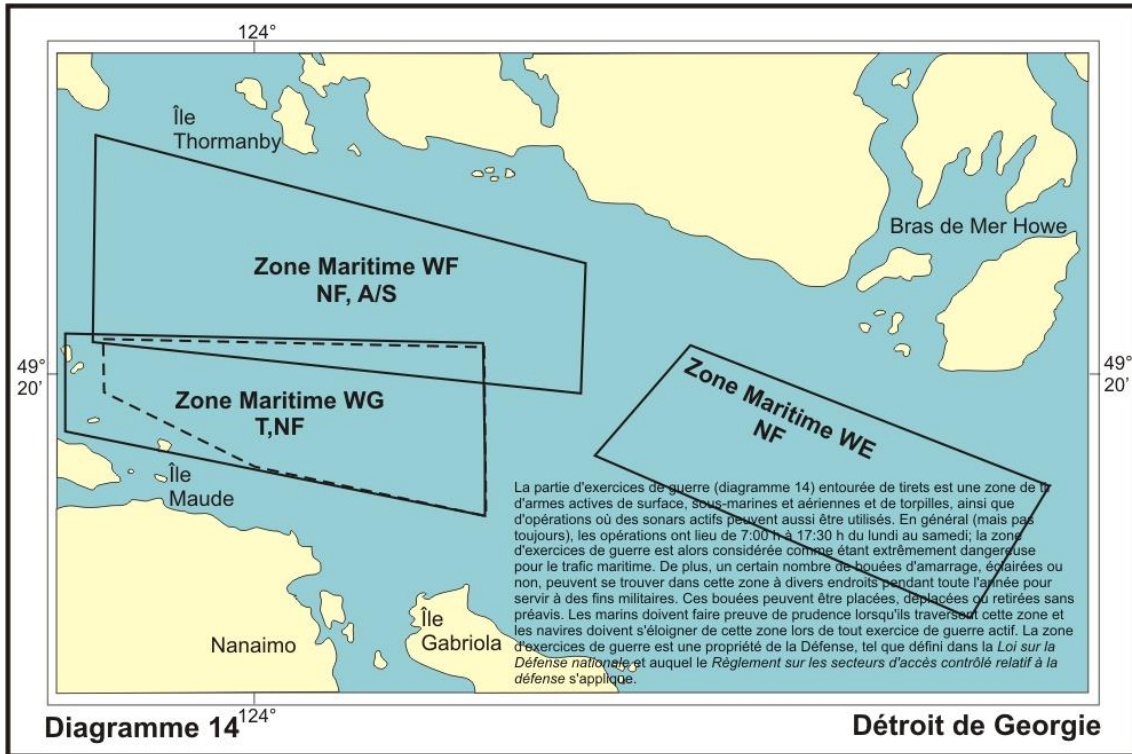 124°
Île
Thormanby
Bras de Mer Howe
Zone Maritime WF
NF, A/S
49°
20'
49°
20'
Zone Maritime WG
T,NF
Zone Maritime WE
NF
Île
Maude
La partie d'exercices de guerre (diagramme 14) entourée de tirets est une zone de
d'armes actives de surface, sous-marines et aériennes et de torpilles, ainsi que
d'opérations où des sonars actifs peuvent aussi être utilisés. En général (mais pas
toujours), les opérations ont lieu de 7:00 h à 17:30 h du lundi au samedi; la zone
d'exercices de guerre est alors considérée comme étant extrêmement dangereuse
pour le trafic maritime. De plus, un certain nombre de bouées d'amarrage, éclairées ou
non, peuvent se trouver dans cette zone à divers endroits pendant toute l'année pour
servir à des fins militaires. Ces bouées peuvent être placées, déplacées ou retirées sans
préavis. Les marins doivent faire preuve de prudence lorsqu'ils traversent cette zone et
les navires doivent s'éloigner de cette zone lors de tout exercice de guerre actif. La zone
d'exercices de guerre est une propriété de la Défense, tel que défini dans la Loi sur la
Défense nationale et auquel le Règlement sur les secteurs d'accès contrôlé relatif à la
défense s'applique.
Île
Gabriola
Nanaimo
124°
Diagramme 14
Détroit de Georgie